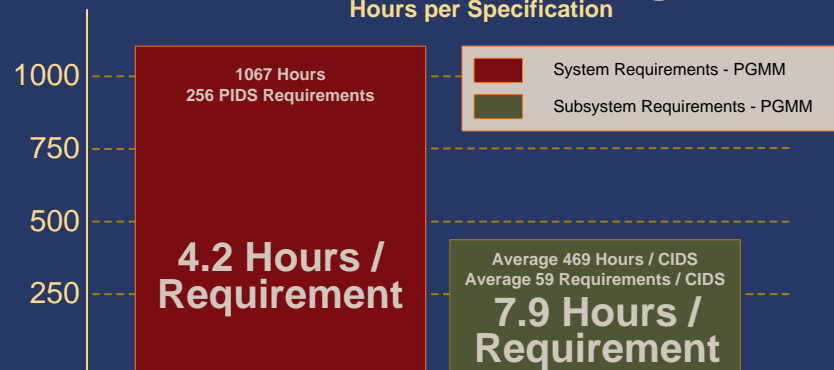 Hours per Specification
1000
750
500
250
1067 Hours
256 PIDS Requirements
4.2 Hours /
Requirement
System Requirements - PGMM
Subsystem Requirements - PGMM
Average 469 Hours / CIDS
Average 59 Requirements / CIDS
7.9 Hours /
Requirement